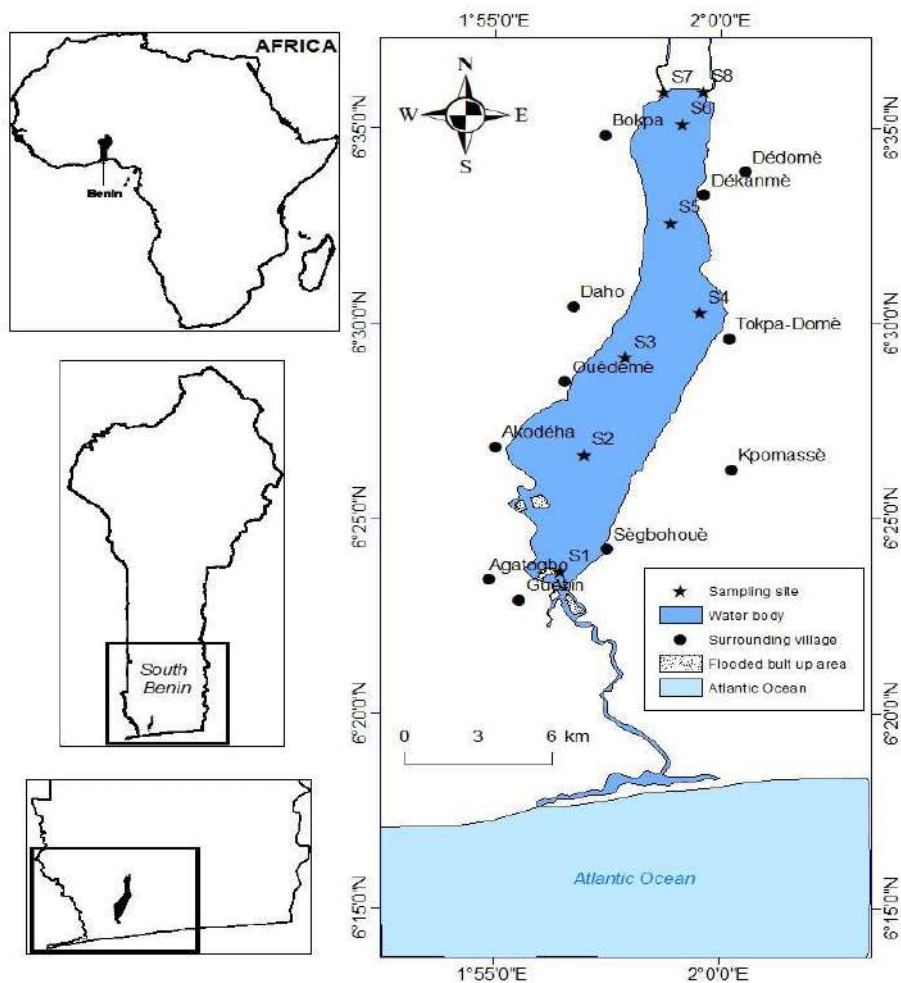 AFRICA
Benin
South
Benin
1°55'0"E
2°0'0"E
N
W
E
S
S7
S8
S6
Bokpa
Dédomè
Dékanmè
S5
Daho
S4
Tokpa-Domè
S3
Ouèdèmè
Akodéha
S2
Kpomassè
Sègbohouè
S1
Agatogbo
Guézin
Sampling site
Water body
Surrounding village
Flooded bult up area
Atlantic Ocean
0 3 6 km
Atlantic Ocean
6°35'0"N
6°30'0"N
6°25'0"N
6°20'0"N
6°15'0"N
6°35'0"N
6°30'0"N
6°25'0"N
6°20'0"N
6°15'0"N
1°55'0"E
2°0'0"E